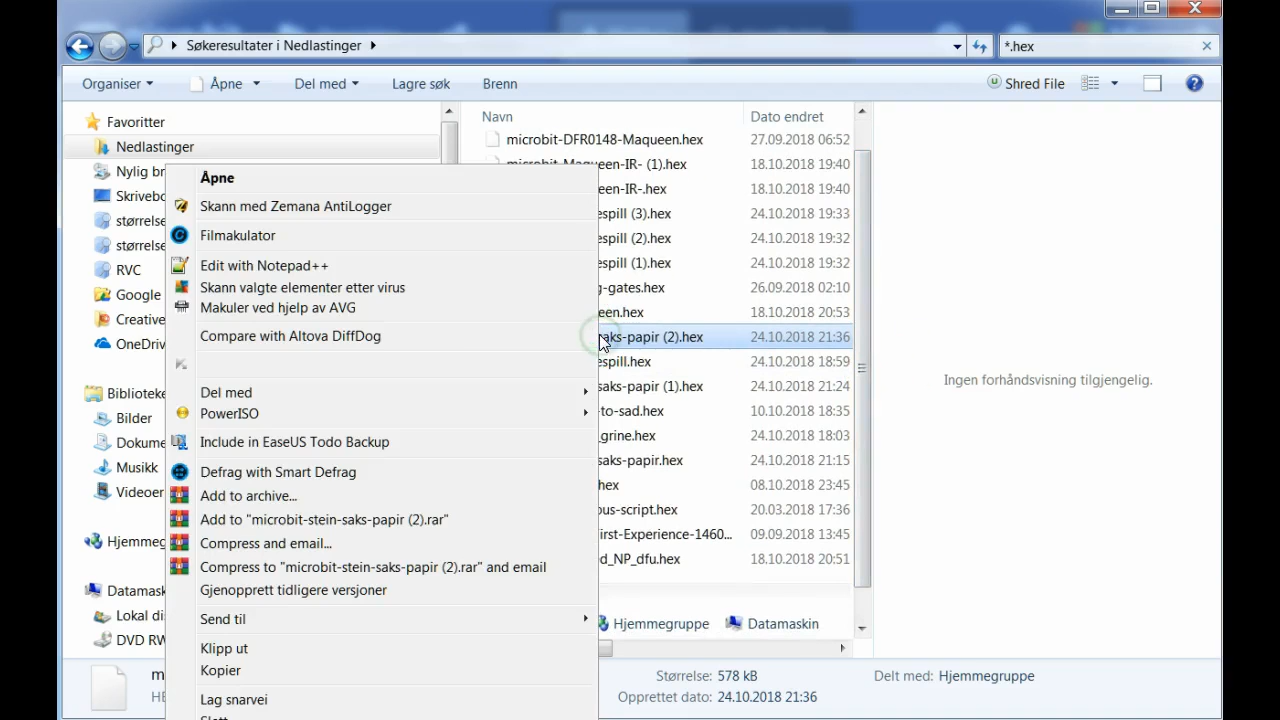 Søkeresultater i Nedlastinger
*.hex
Organiser
Åpne
Del med
Lagre søk
Brenn
Shred File
Favoritter
Nedlastinger
Nylig br
Skrivebo
størrelse
størrelse
RVC
Google
Creative
OneDriv
Biblioteke
Bilder
Dokume
Musikk
Videoer
Hjemmeg
Datamask
Lokal dis
DVD RW
Navn
Dato endret
microbit-DFR0148-Maqueen.hex 27.09.2018 06:52
microbit-Maqueen-IR- (1).hex 18.10.2018 19:40
een-IR-.hex 18.10.2018 19:40
espill (3).hex 24.10.2018 19:33
espill (2).hex 24.10.2018 19:32
espill (1).hex 24.10.2018 19:32
g-gates.hex 26.09.2018 02:10
een.hex 18.10.2018 20:53
saks-papir (2).hex 24.10.2018 21:36
espill.hex 24.10.2018 18:59
saks-papir (1).hex 24.10.2018 21:24
-to-sad.hex 10.10.2018 18:35
_grine.hex 24.10.2018 18:03
saks-papir.hex 24.10.2018 21:15
hex 08.10.2018 23:45
ous-script.hex 20.03.2018 17:36
irst-Experience-1460... 09.09.2018 13:45
d_NP_dfu.hex 18.10.2018 20:51
Hjemmegruppe
Datamaskin
Ingen forhåndsvisning tilgjengelig.
Åpne
Skann med Zemana AntiLogger
Filmakulator
Edit with Notepad++
Skann valgte elementer etter virus
Makuler ved hjelp av AVG
Compare with Altova DiffDog
Del med
PowerISO
Include in EaseUS Todo Backup
Defrag with Smart Defrag
Add to archive...
Add to "microbit-stein-saks-papir (2).rar"
Compress and email...
Compress to "microbit-stein-saks-papir (2).rar" and email
Gjenopprett tidligere versjoner
Send til
Klipp ut
Kopier
Lag snarvei
Slett
m
HE
Størrelse: 578 kB
Opprettet dato: 24.10.2018 21:36
Delt med: Hjemmegruppe